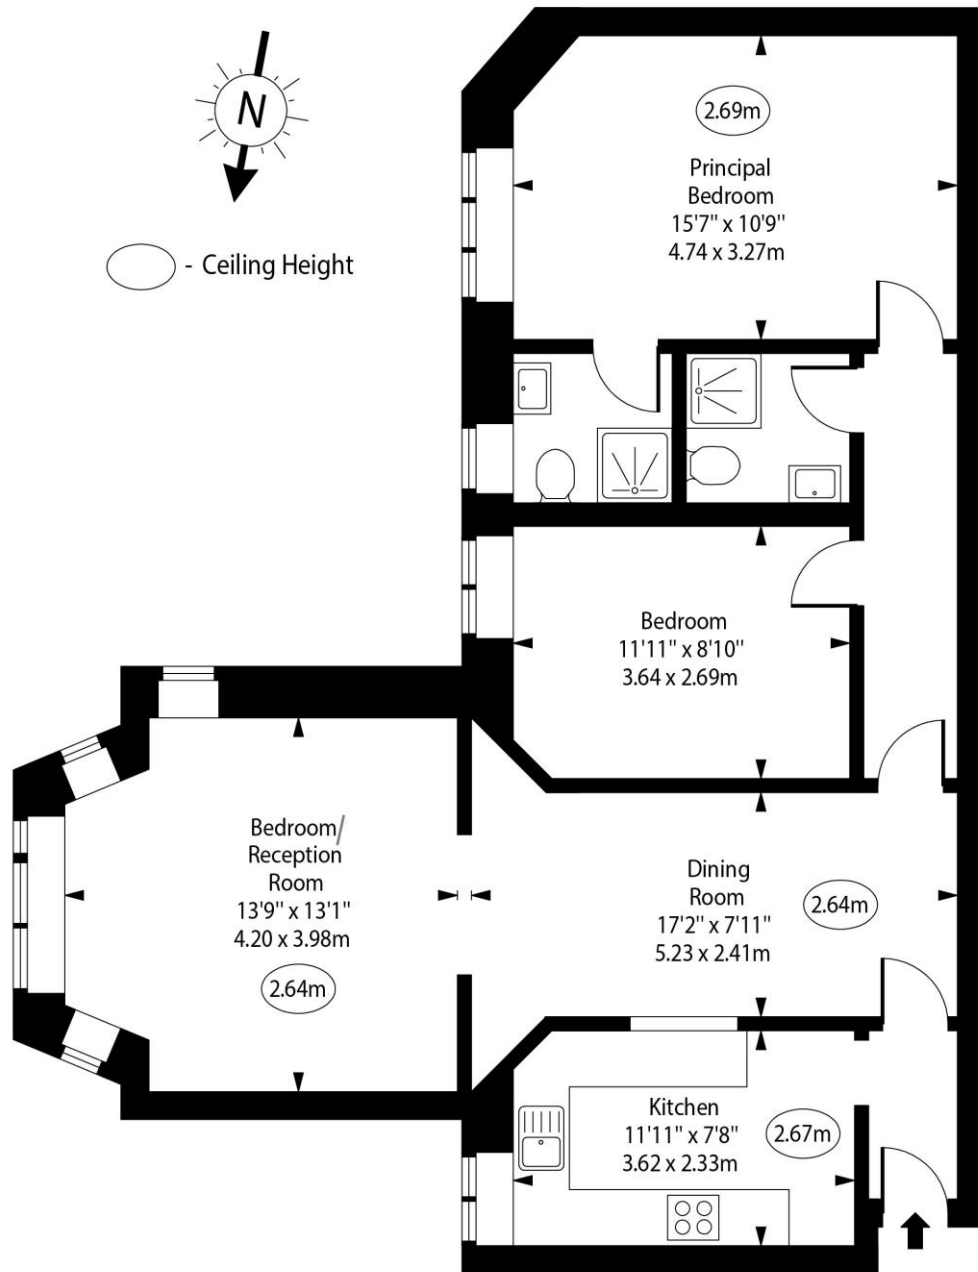 N
- Ceiling Height
2.69m
Principal
Bedroom
15'7" x 10'9"
4.74 x 3.27m
Bedroom
11'11" x 8'10"
3.64 x 2.69m
Bedroom/
Reception
Room
13'9" x 13'1"
4.20 x 3.98m
2.64m
Dining
Room
17'2" x 7'11"
5.23 x 2.41m
2.64m
Kitchen
11'11" x 7'8"
3.62 x 2.33m
2.67m